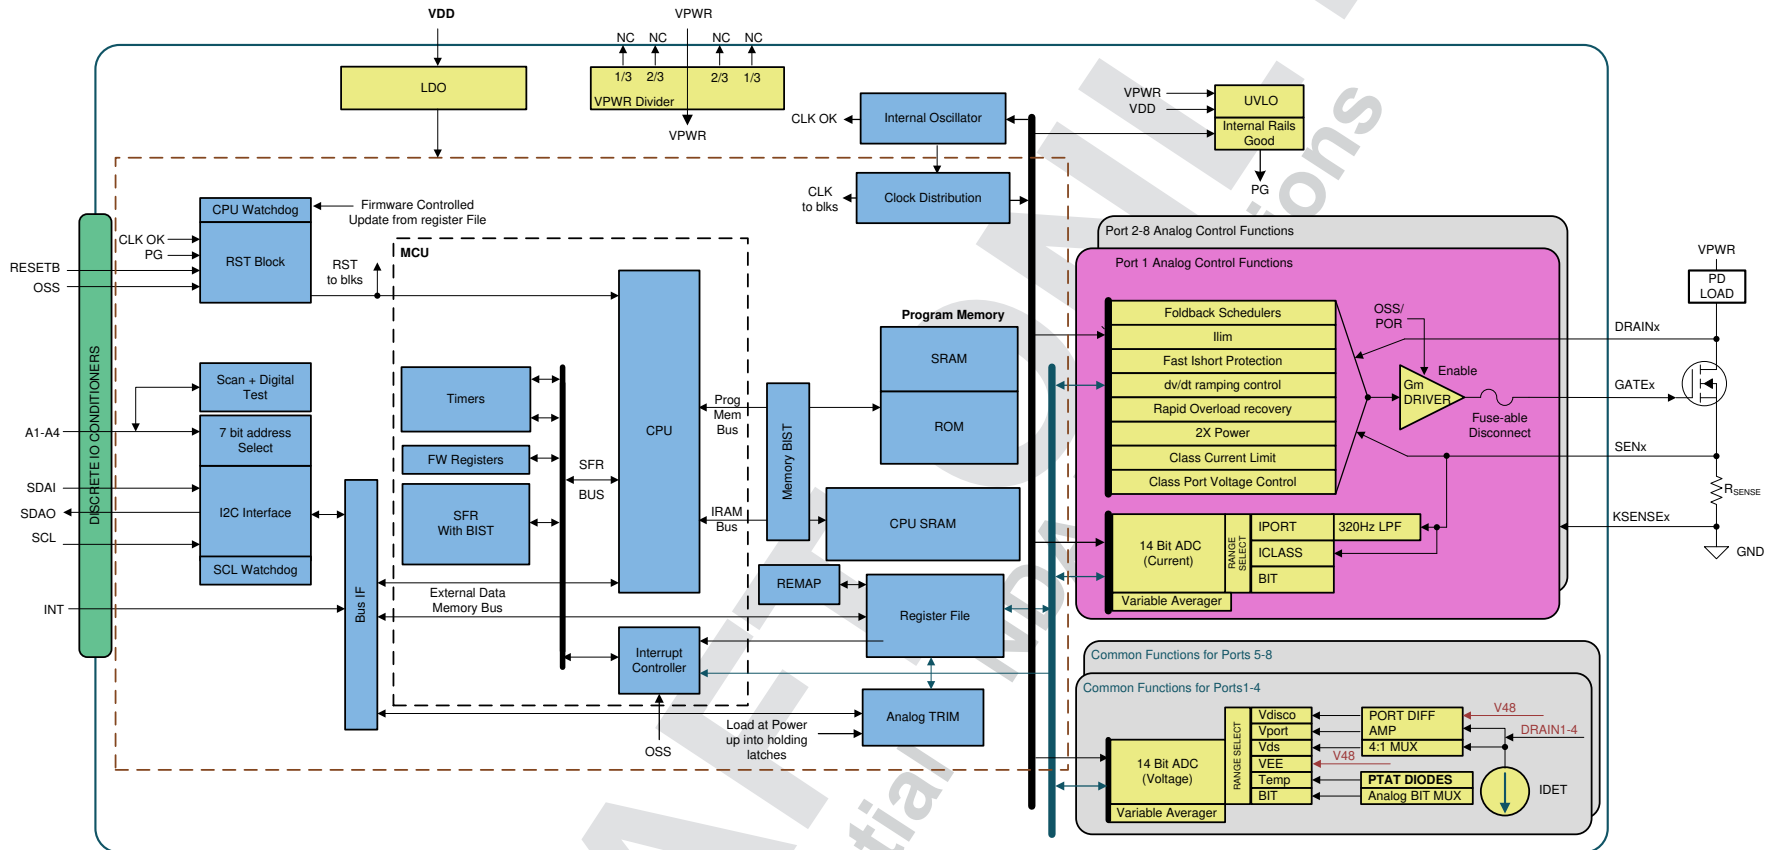 VDD
VPWR
NC
NC
NC
NC
LDO
1/3
2/3
2/3
1/3
VPWR Divider
VPWR
CLK OK
Internal Oscillator
VPWR
VDD
UVLO
Internal Rails
Good
PG
CLK
to blks
Clock Distribution
CPU Watchdog
Firmware Controlled
Update from register File
CLK OK
PG
RST Block
RESETB
OSS
RST
to blks
MCU
DISCRETE IO CONDITIONERS
Scan + Digital
Test
A1-A4
7 bit address
Select
SDAI
SDAO
SCL
I2C Interface
SCL Watchdog
INT
Bus IF
Timers
FW Registers
SFR
With BIST
SFR
BUS
CPU
External Data
Memory Bus
Interrupt
Controller
OSS
Prog
Mem
Bus
IRAM
Bus
Memory BIST
Program Memory
SRAM
ROM
CPU SRAM
REMAP
Register File
Analog TRIM
Load at Power
up into holding
latches
Port 2-8 Analog Control Functions
Port 1 Analog Control Functions
Foldback Schedulers
Ilim
Fast Ishort Protection
dv/dt ramping control
Rapid Overload recovery
2X Power
Class Current Limit
Class Port Voltage Control
OSS/
POR
Enable
Gm
DRIVER
Fuse-able
Disconnect
14 Bit ADC
(Current)
RANGE
SELECT
IPORT
320Hz LPF
ICLASS
BIT
Variable Averager
VPWR
PD
LOAD
DRAINx
GATEx
SENx
RSENSE
KSENSEx
GND
Common Functions for Ports 5-8
Common Functions for Ports1-4
14 Bit ADC
(Voltage)
RANGE SELECT
Vdisco
Vport
Vds
VEE
Temp
BIT
PORT DIFF
AMP
4:1 MUX
V48
DRAIN1-4
V48
PTAT DIODES
Analog BIT MUX
IDET
Variable Averager